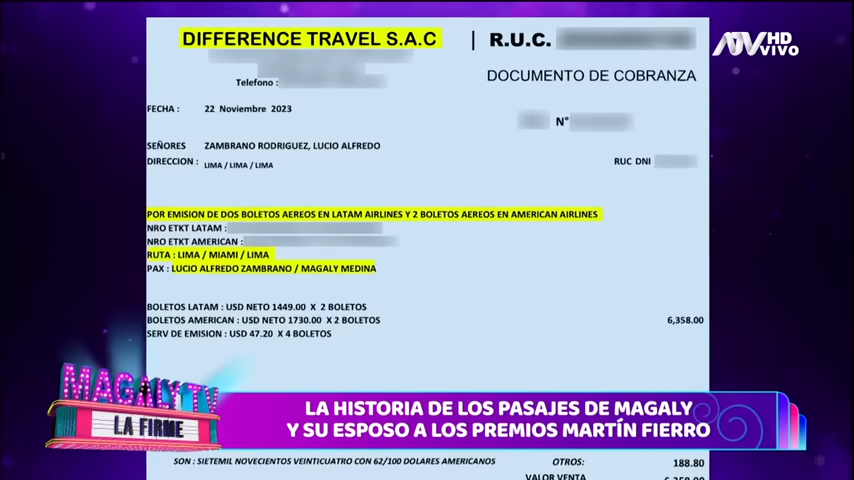 DIFFERENCE TRAVEL S.A.C | R.U.C.
ATV HD
VIVO
Telefono :
DOCUMENTO DE COBRANZA
FECHA : 22 Noviembre 2023
N°
SEÑORES ZAMBRANO RODRIGUEZ, LUCIO ALFREDO
DIRECCION : LIMA / LIMA / LIMA RUC DNI
POR EMISION DE DOS BOLETOS AEREOS EN LATAM AIRLINES Y 2 BOLETOS AEREOS EN AMERICAN AIRLINES
NRO ETKT LATAM :
NRO ETKT AMERICAN :
RUTA : LIMA / MIAMI / LIMA
PAX : LUCIO ALFREDO ZAMBRANO / MAGALY MEDINA
BOLETOS LATAM : USD NETO 1449.00 X 2 BOLETOS
BOLETOS AMERICAN : USD NETO 1730.00 X 2 BOLETOS 6,358.00
SERV DE EMISION : USD 47.20 X 4 BOLETOS
MAGALY TV
LA FIRME
LA HISTORIA DE LOS PASAJES DE MAGALY
Y SU ESPOSO A LOS PREMIOS MARTÍN FIERRO
SON : SIETEMIL NOVECIENTOS VEINTICUATRO CON 62/100 DOLARES AMERICANOS OTROS: 188.80
VALOR VENTA 6,358.00